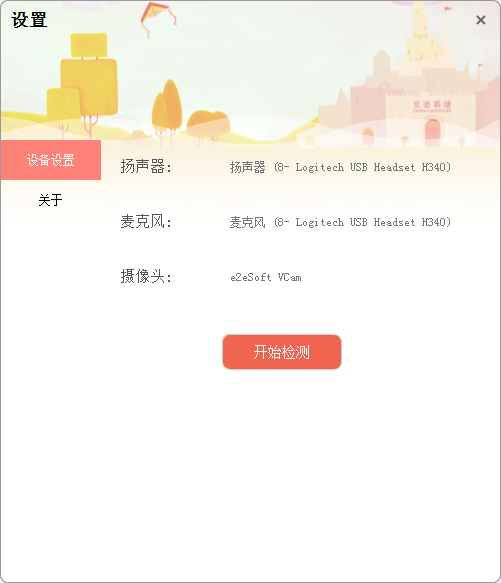 设置
设备设置
关于
扬声器: 扬声器 (8- Logitech USB Headset H340)
麦克风: 麦克风 (8- Logitech USB Headset H340)
摄像头: e2eSoft VCam
开始检测